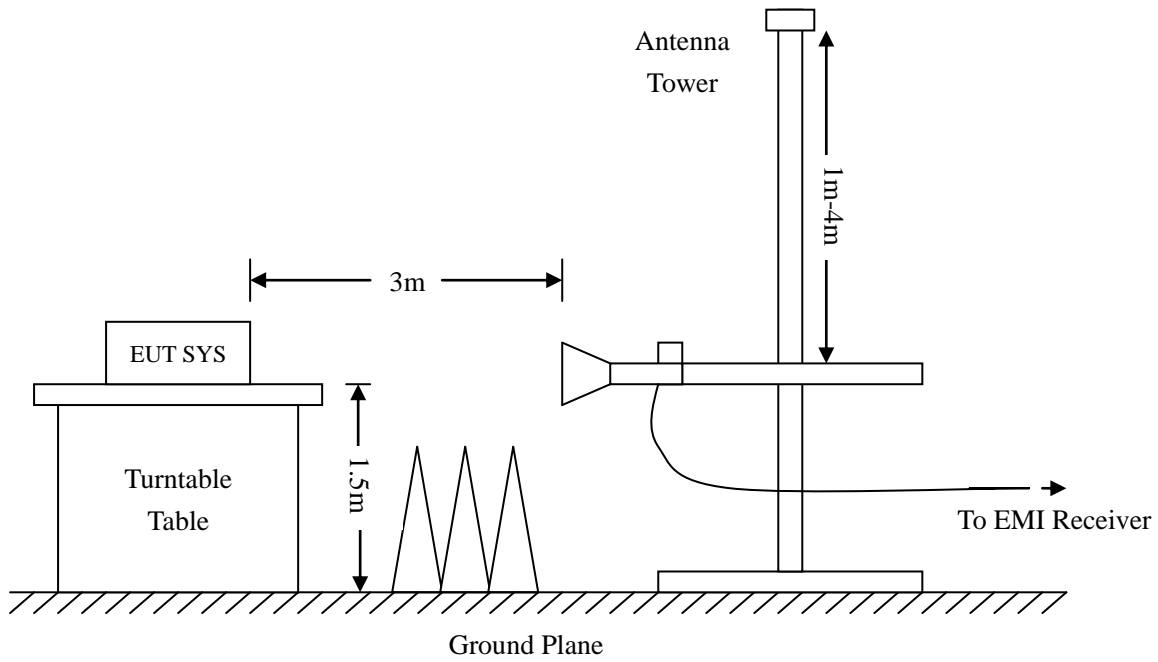 Antenna
Tower
1m-4m
3m
EUT SYS
1.5m
Turntable
Table
To EMI Receiver
Ground Plane